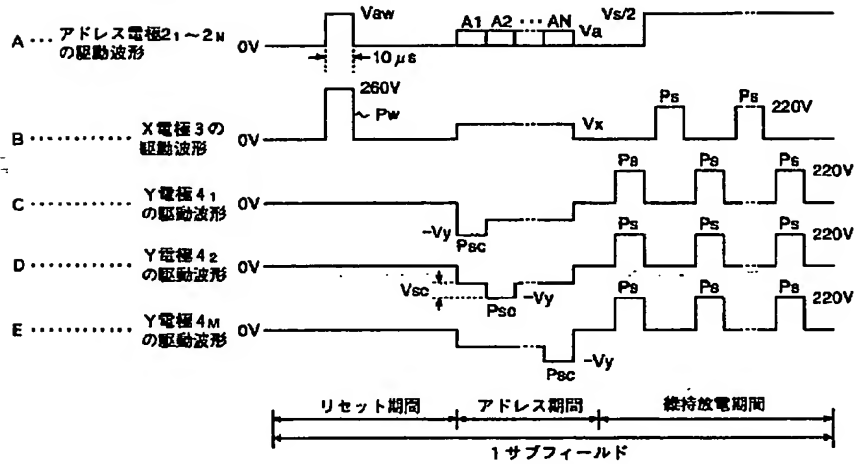 Vaw A1 A2 ··· AN Va Vs/2
A ··· アドレス電極2₁〜2N
の駆動波形 0V
10μs
260V
〜 Pw
B ·········· X電極3の
駆動波形 0V
Vx
Ps Ps 220V
C ·········· Y電極4₁
の駆動波形 0V
-Vy
Psc
Ps Ps Ps 220V
D ·········· Y電極4₂
の駆動波形 0V
Vsc
Psc
-Vy
Ps Ps Ps 220V
E ·········· Y電極4M
の駆動波形 0V
Psc
-Vy
Ps Ps Ps 220V
リセット期間 アドレス期間 維持放電期間
1サブフィールド